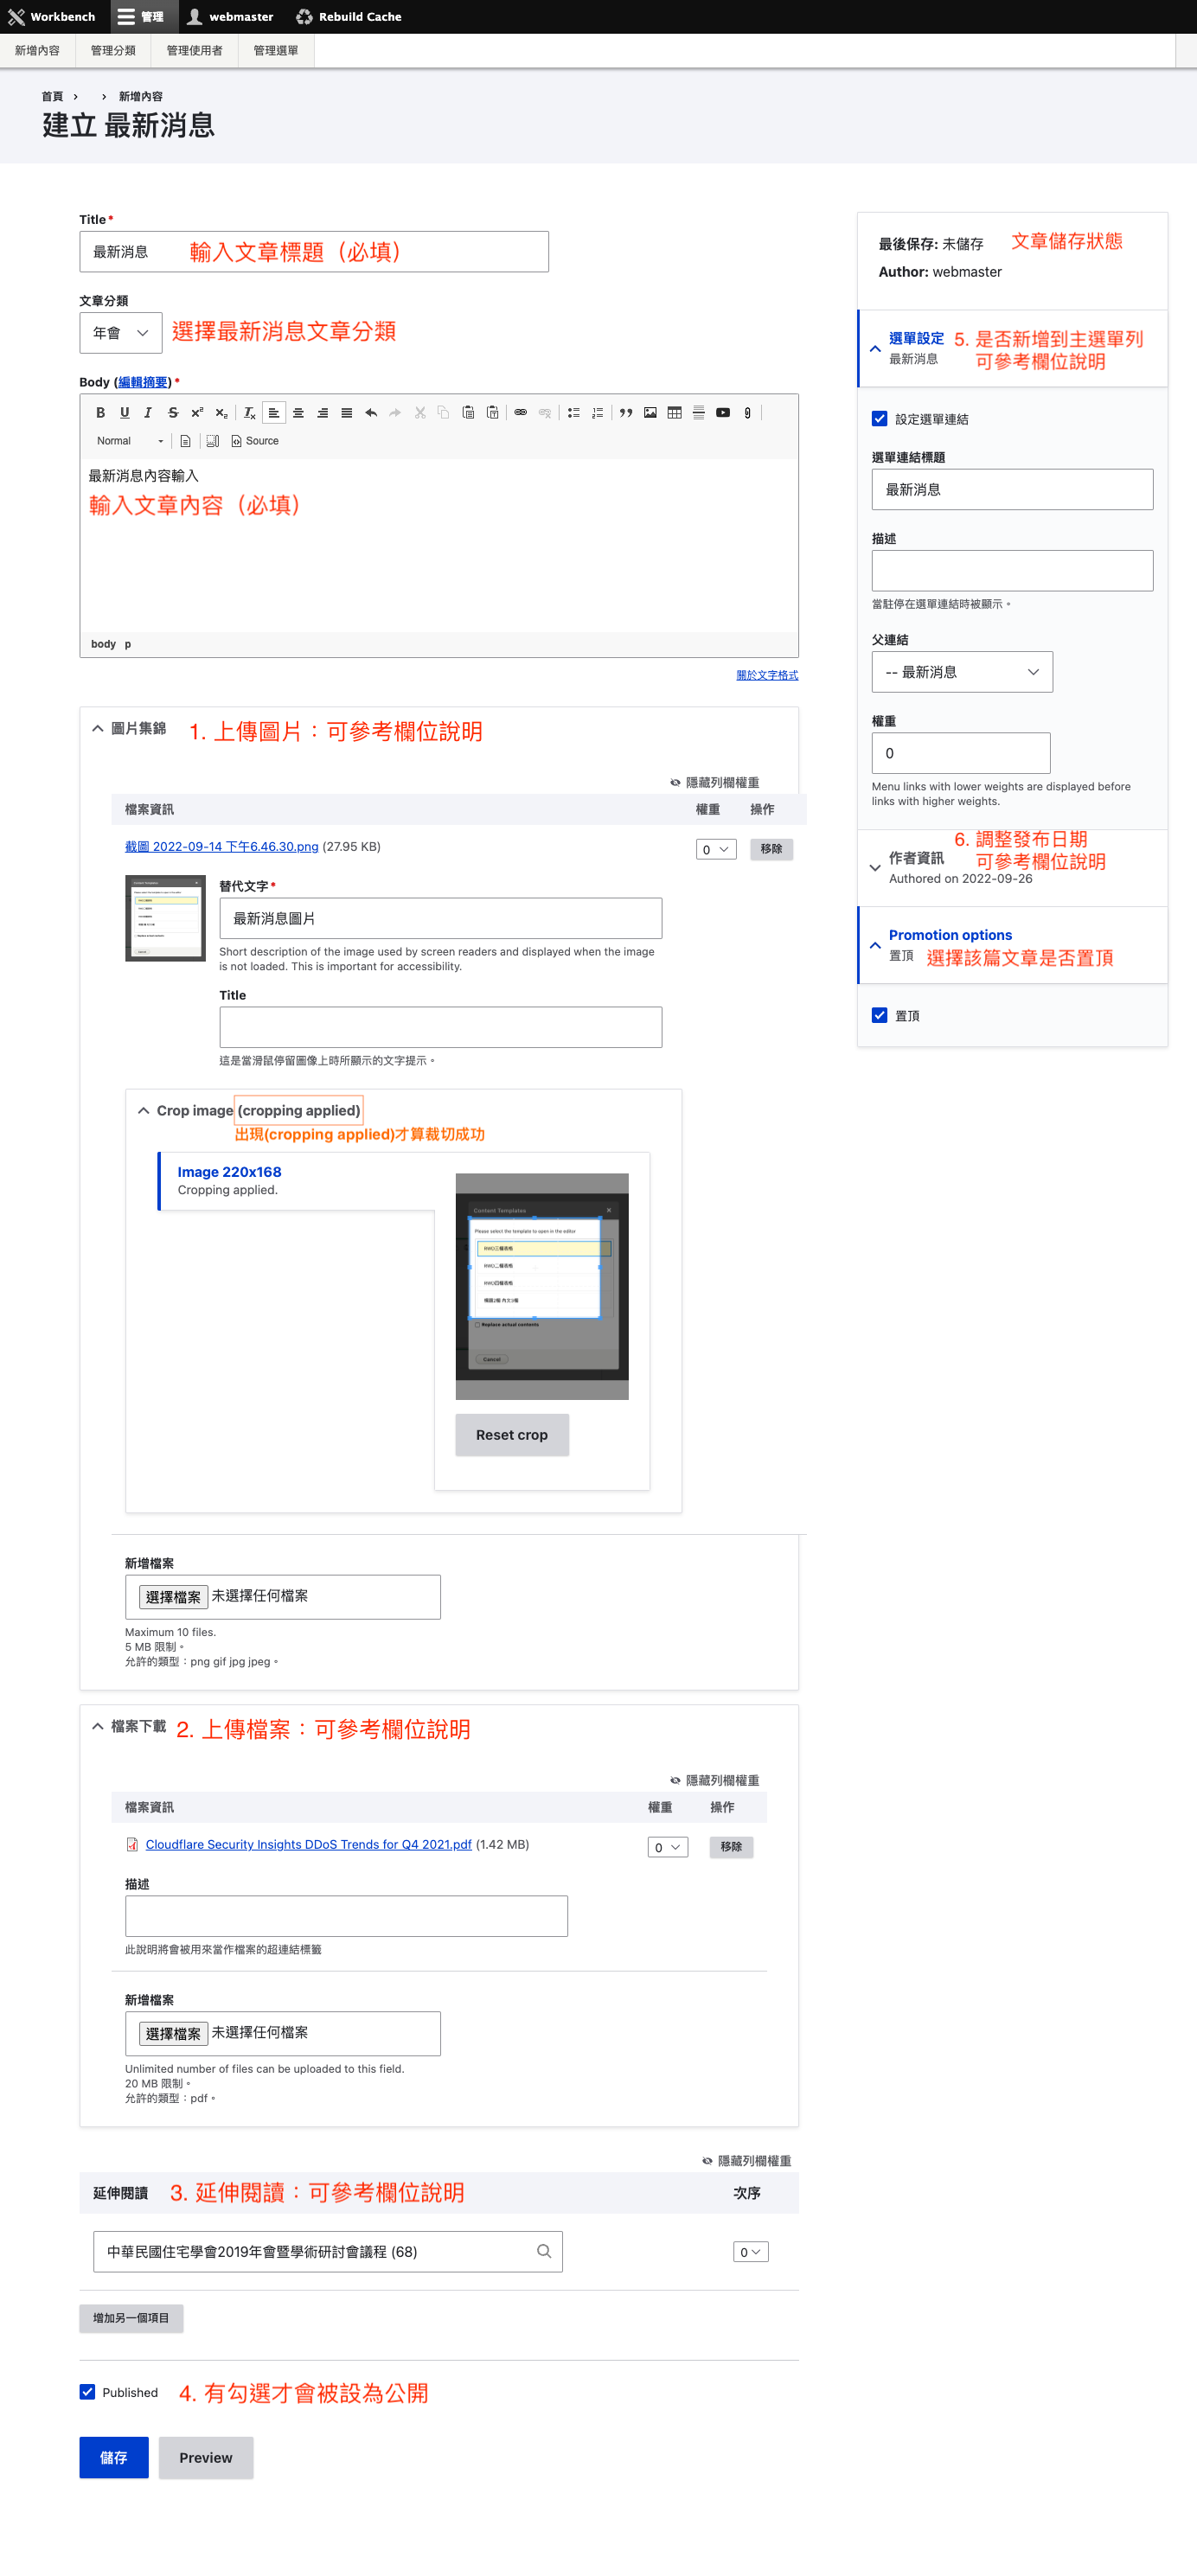 Workbench 管理 webmaster Rebuild Cache
新增內容 管理分類 管理使用者 管理選單
首頁 › › 新增內容
建立 最新消息
Title*
最新消息 輸入文章標題（必填）
文章分類
年會 選擇最新消息文章分類
Body (編輯摘要)*
Normal Source
最新消息內容輸入
輸入文章內容（必填）
body p
關於文字格式
圖片集錦 1. 上傳圖片：可參考欄位說明
隱藏列欄權重
檔案資訊 權重 操作
截圖 2022-09-14 下午6.46.30.png (27.95 KB) 0 移除
替代文字*
最新消息圖片
Short description of the image used by screen readers and displayed when the image
is not loaded. This is important for accessibility.
Title
這是當滑鼠停留圖像上時所顯示的文字提示。
Crop image (cropping applied)
出現(cropping applied)才算裁切成功
Image 220x168
Cropping applied.
Content Templates
Please select the template to open in the editor
Replace actual contents
Cancel
Reset crop
新增檔案
選擇檔案 未選擇任何檔案
Maximum 10 files.
5 MB 限制。
允許的類型：png gif jpg jpeg。
檔案下載 2. 上傳檔案：可參考欄位說明
隱藏列欄權重
檔案資訊 權重 操作
Cloudflare Security Insights DDoS Trends for Q4 2021.pdf (1.42 MB) 0 移除
描述
此說明將會被用來當作檔案的超連結標籤
新增檔案
選擇檔案 未選擇任何檔案
Unlimited number of files can be uploaded to this field.
20 MB 限制。
允許的類型：pdf。
隱藏列欄權重
延伸閱讀 3. 延伸閱讀：可參考欄位說明 次序
中華民國住宅學會2019年會暨學術研討會議程 (68) 0
增加另一個項目
Published 4. 有勾選才會被設為公開
儲存 Preview
最後保存: 未儲存 文章儲存狀態
Author: webmaster
選單設定 5. 是否新增到主選單列
最新消息 可參考欄位說明
設定選單連結
選單連結標題
最新消息
描述
當駐停在選單連結時被顯示。
父連結
-- 最新消息
權重
0
Menu links with lower weights are displayed before
links with higher weights.
6. 調整發布日期
作者資訊 可參考欄位說明
Authored on 2022-09-26
Promotion options
置頂 選擇該篇文章是否置頂
置頂